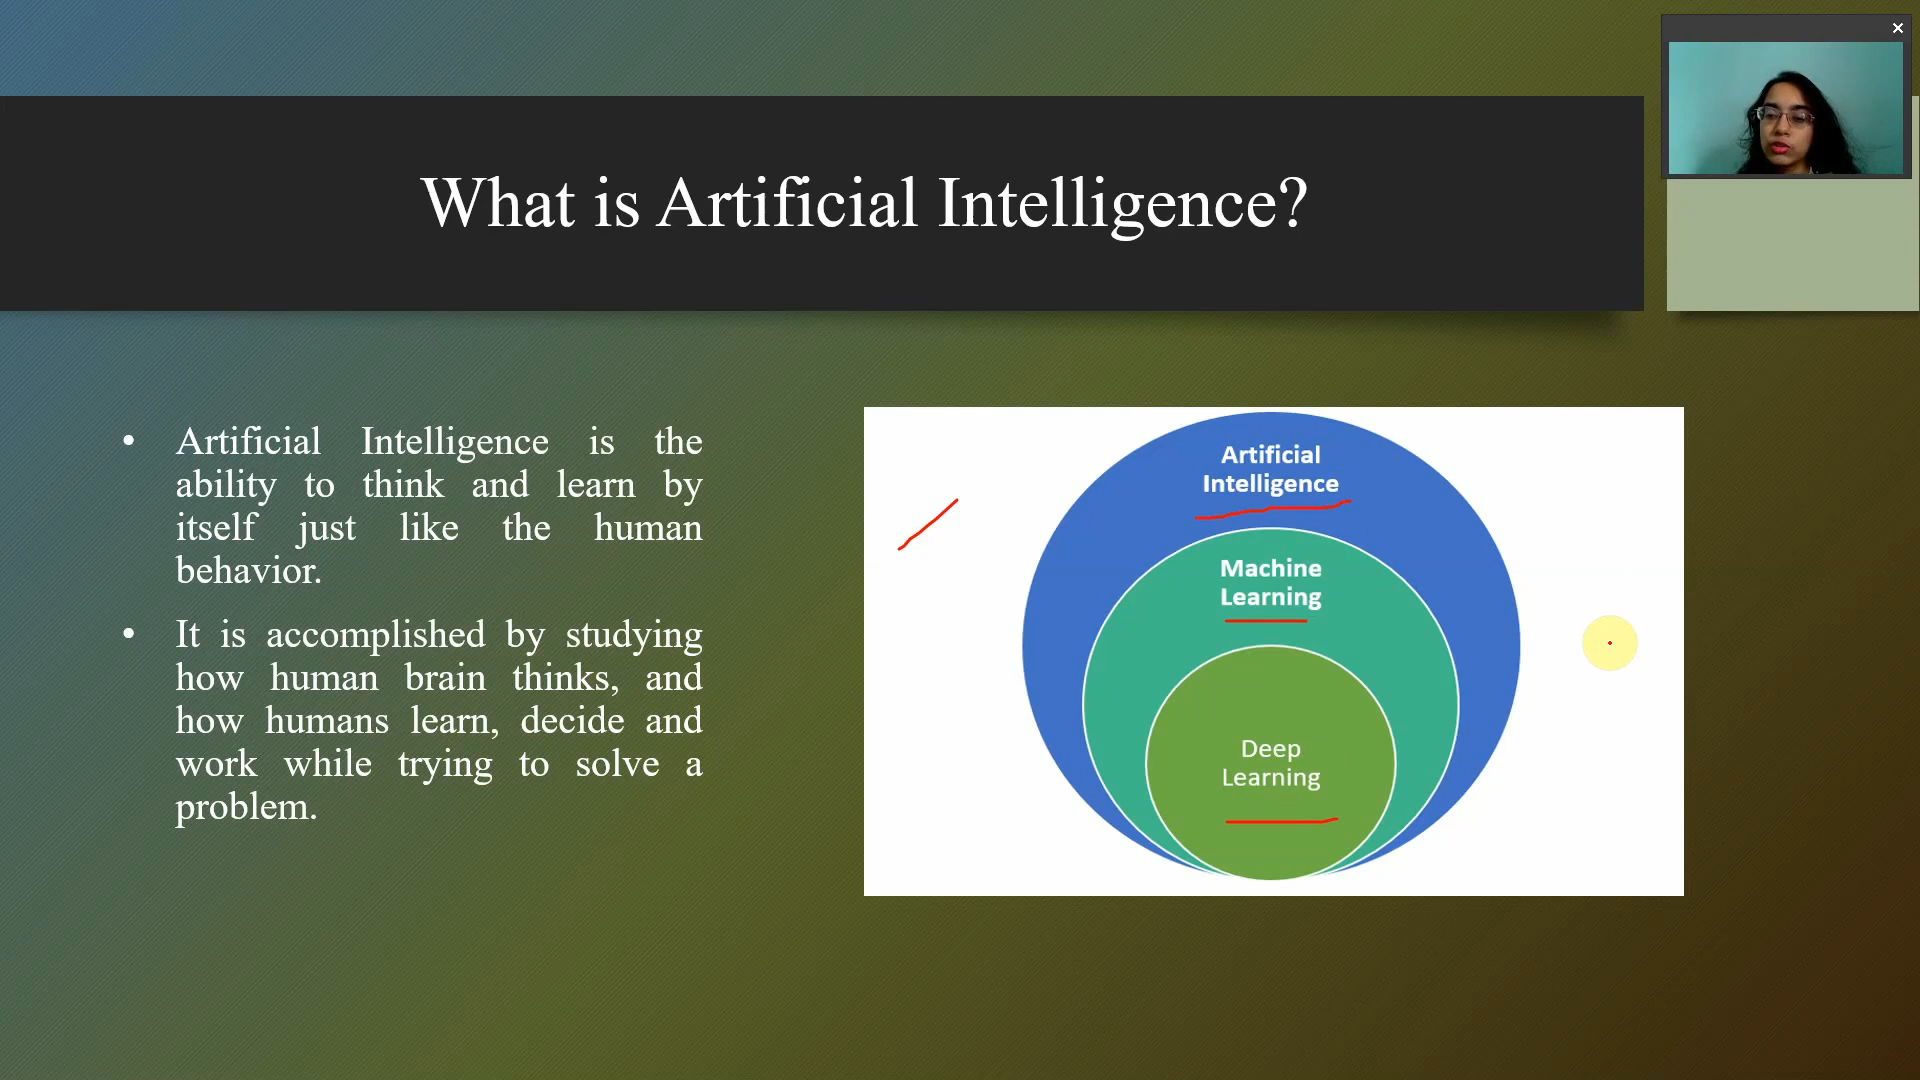 What is Artificial Intelligence?
• Artificial Intelligence is the
ability to think and learn by
itself just like the human
behavior.
• It is accomplished by studying
how human brain thinks, and
how humans learn, decide and
work while trying to solve a
problem.
Artificial
Intelligence
Machine
Learning
Deep
Learning